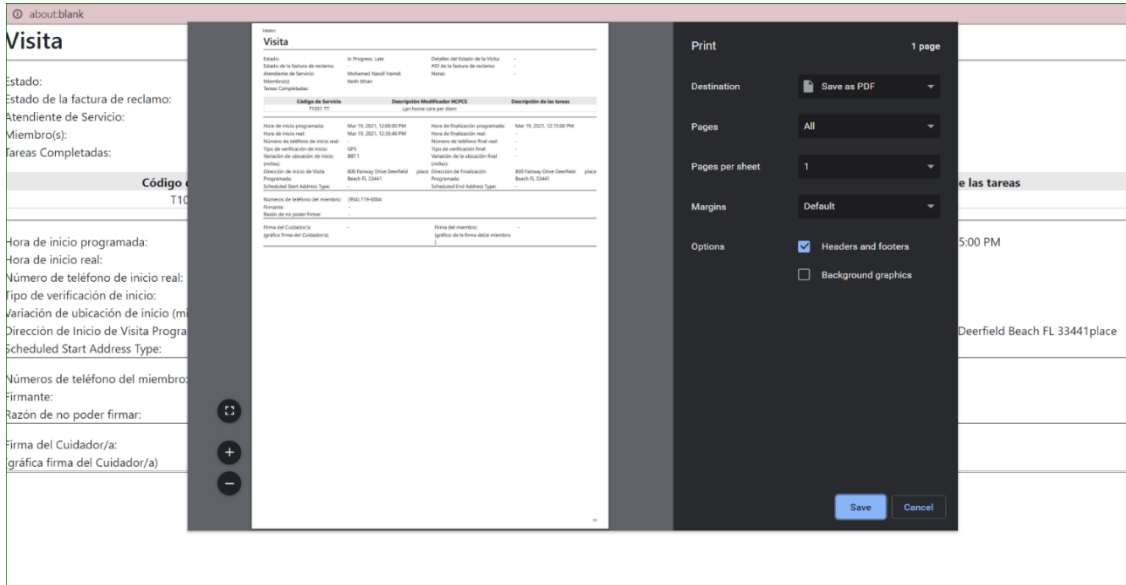 about:blank
Visita
Estado:
Estado de la factura de reclamo:
Atendiente de Servicio:
Miembro(s):
Tareas Completadas:
Código
e las tareas
T10
Hora de inicio programada:
5:00 PM
Hora de inicio real:
Número de teléfono de inicio real:
Tipo de verificación de inicio:
Variación de ubicación de inicio (mi
Dirección de Inicio de Visita Progra
Deerfield Beach FL 33441place
Scheduled Start Address Type:
Números de teléfono del miembro:
Firmante:
Razón de no poder firmar:
Firma del Cuidador/a:
(gráfica firma del Cuidador/a)
Visita
Estado: In Progress, Late Detalles del Estado de la Visita: -
Estado de la factura de reclamo: - PID de la factura de reclamo: -
Atendiente de Servicio: Mohamed Nassif Hamdi Notas: -
Miembro(s): Keith
Tareas Completadas:
Código de Servicio Descripción Modificador HCPCS Descripción de las tareas
T1031 TT home care per diem
Hora de inicio programada: Mar 19, 2021, 12:00:00 PM Hora de finalización programada: Mar 19, 2021, 12:15:00 PM
Hora de inicio real: Mar 19, 2021, 12:20:46 PM Hora de finalización real: -
Número de teléfono de inicio real: - Número de teléfono final real: -
Tipo de verificación de inicio: GPS Tipo de verificación final: -
Variación de ubicación de inicio 887.1 Variación de la ubicación final -
(millas): (millas):
Dirección de Inicio de Visita 800 Fairway Drive Deerfield place Dirección de Finalización 800 Fairway Drive Deerfield place
Programada: Beach FL 33441 Programada: Beach FL 33441
Scheduled Start Address Type: - Scheduled End Address Type: -
Números de teléfono del miembro: (954) 719-0004
Firmante: -
Razón de no poder firmar: -
Firma del Cuidador/a: - Firma del miembro: -
(gráfico firma del Cuidador/a) (gráfico de la firma del/a miembro
)
1/1
Print 1 page
Destination Save as PDF
Pages All
Pages per sheet 1
Margins Default
Options Headers and footers
Background graphics
Save Cancel